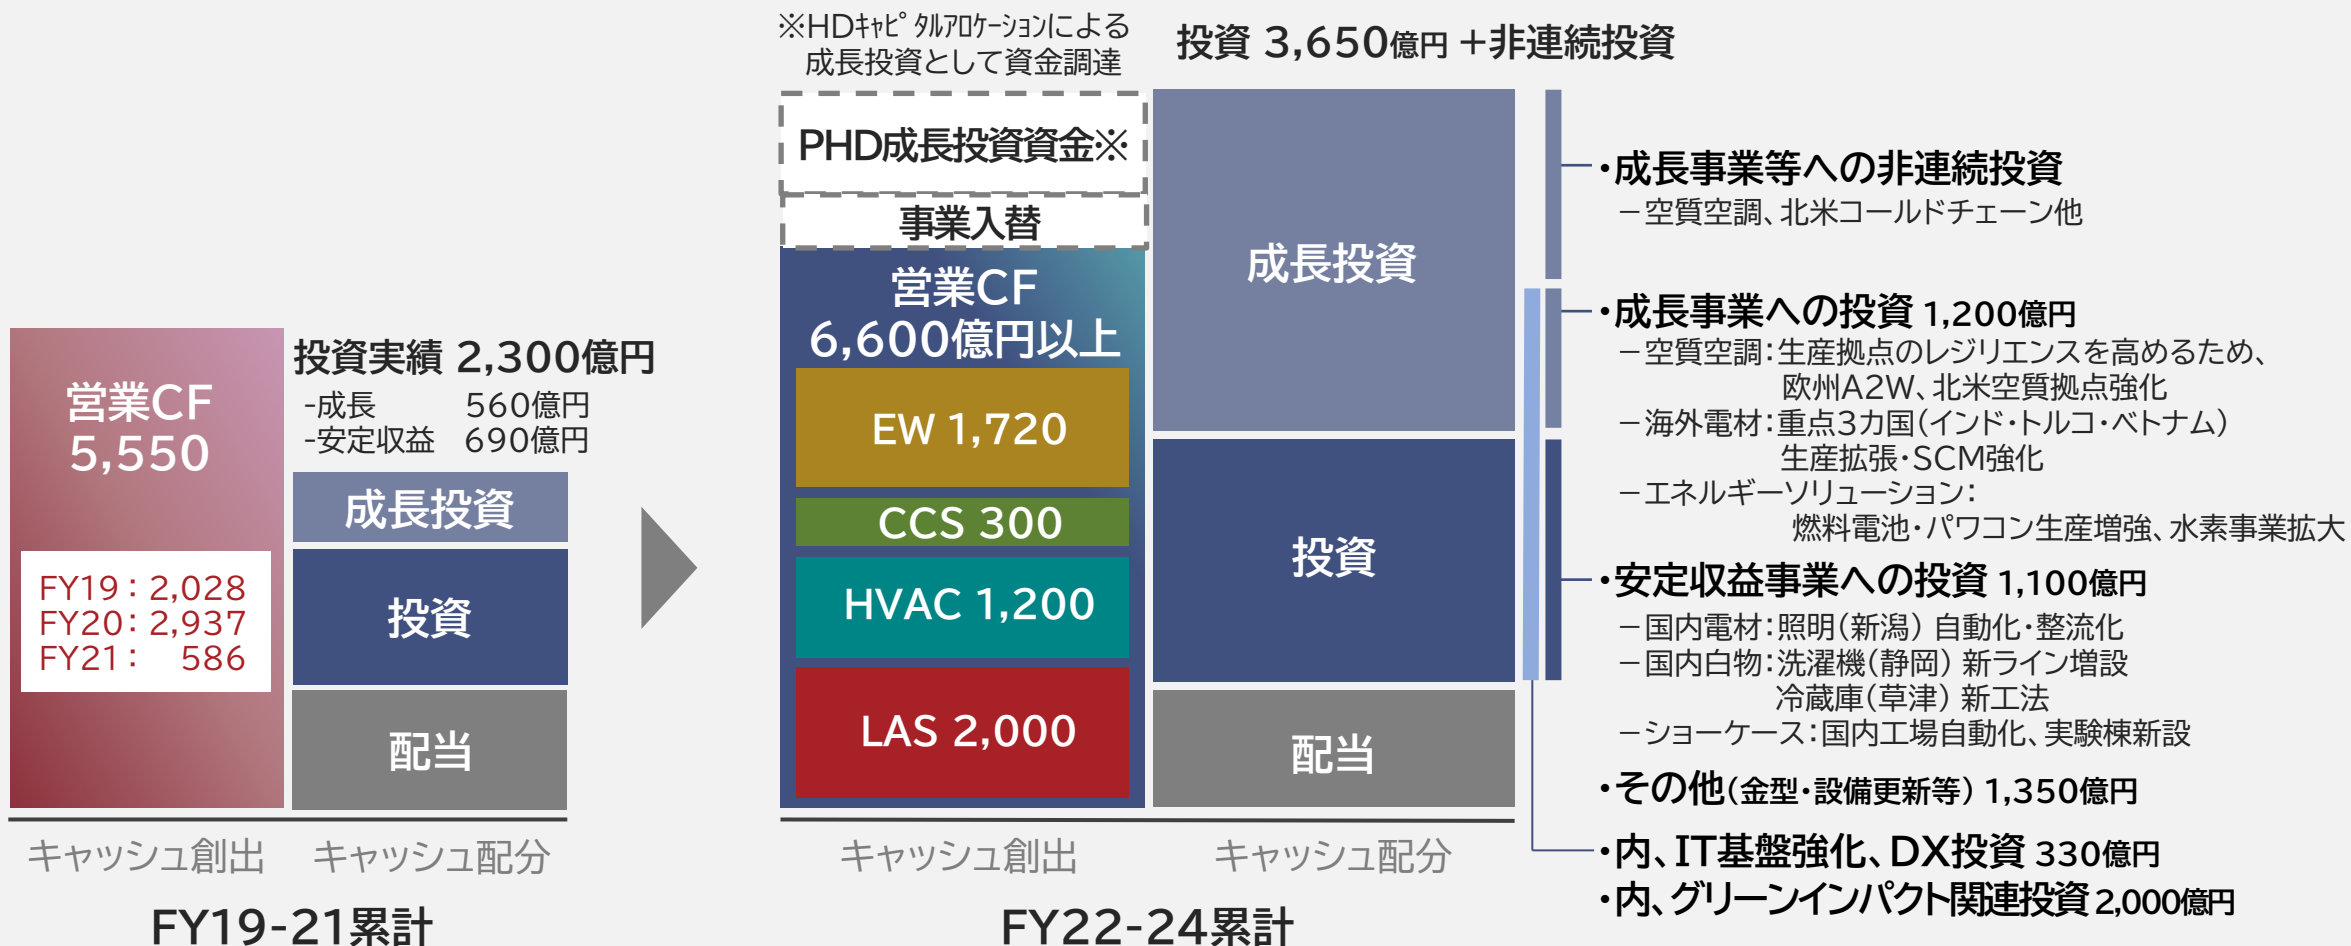 ※HDｷｬﾋﾟﾀﾙｱﾛｹｰｼｮﾝによる
成長投資として資金調達
投資 3,650億円 +非連続投資
PHD成長投資資金※
事業入替
営業CF
6,600億円以上
EW 1,720
CCS 300
HVAC 1,200
LAS 2,000
成長投資
投資
配当
営業CF
5,550
FY19：2,028
FY20：2,937
FY21： 586
投資実績 2,300億円
-成長 560億円
-安定収益 690億円
成長投資
投資
配当
キャッシュ創出
キャッシュ配分
FY19-21累計
キャッシュ創出
キャッシュ配分
FY22-24累計
・成長事業等への非連続投資
－空質空調、北米コールドチェーン他
・成長事業への投資 1,200億円
－空質空調：生産拠点のレジリエンスを高めるため、
欧州A2W、北米空質拠点強化
－海外電材：重点3カ国(インド・トルコ・ベトナム)
生産拡張・SCM強化
－エネルギーソリューション：
燃料電池・パワコン生産増強、水素事業拡大
・安定収益事業への投資 1,100億円
－国内電材：照明(新潟) 自動化・整流化
－国内白物：洗濯機(静岡) 新ライン増設
冷蔵庫(草津) 新工法
－ショーケース：国内工場自動化、実験棟新設
・その他(金型・設備更新等) 1,350億円
・内、IT基盤強化、DX投資 330億円
・内、グリーンインパクト関連投資 2,000億円